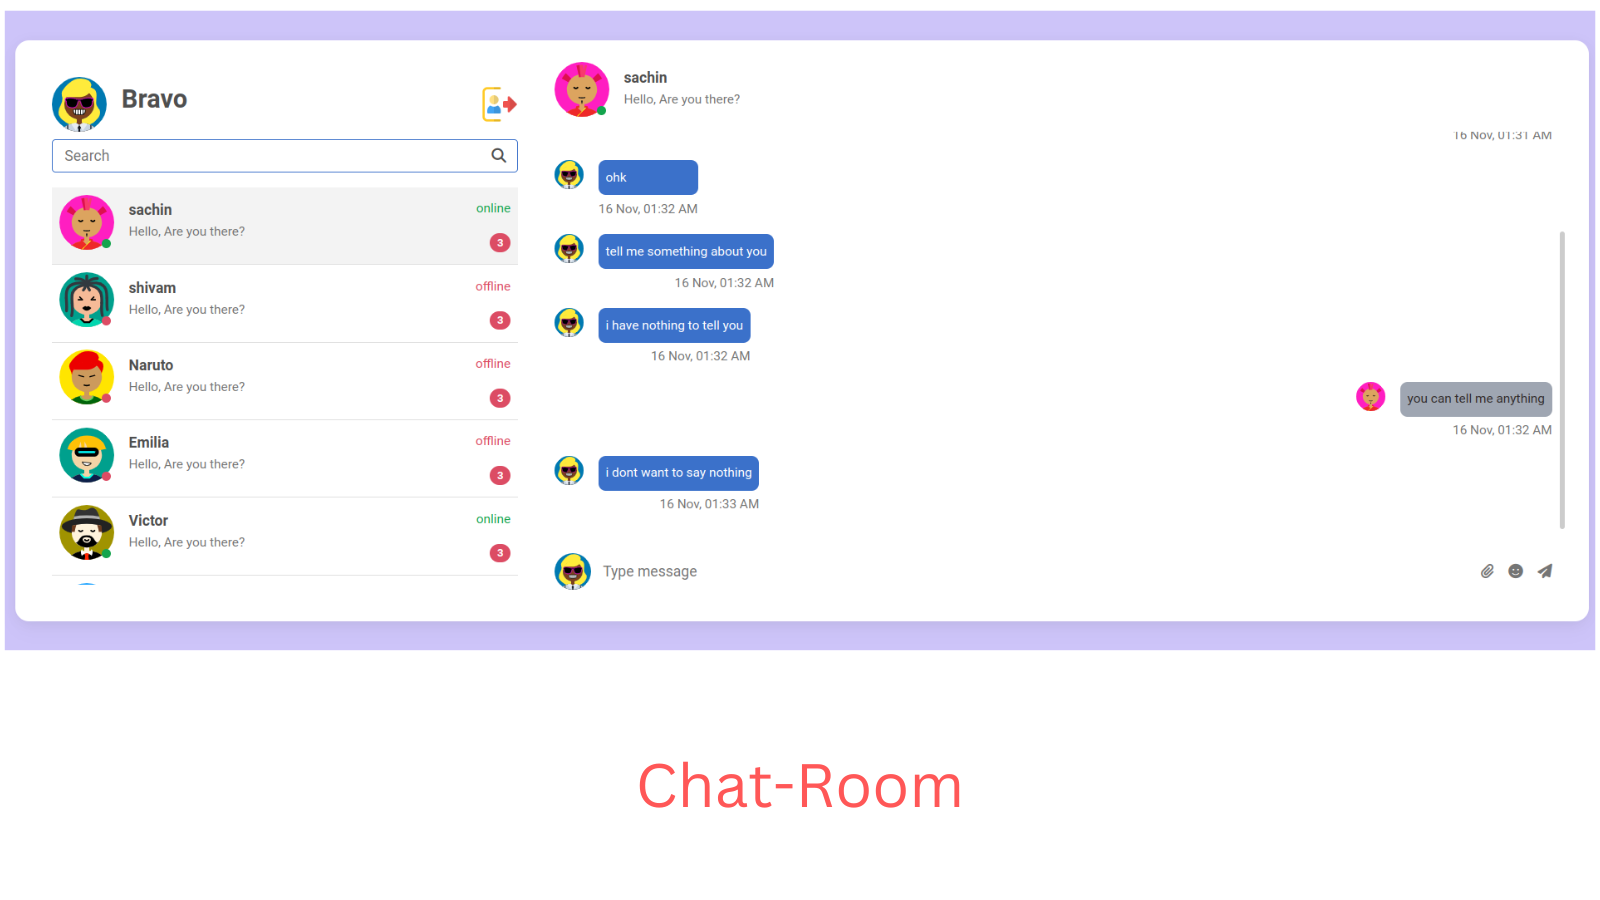 Bravo
Search
sachin
online
Hello, Are you there?
3
shivam
offline
Hello, Are you there?
3
Naruto
offline
Hello, Are you there?
3
Emilia
offline
Hello, Are you there?
3
Victor
online
Hello, Are you there?
3
sachin
Hello, Are you there?
16 Nov, 01:31 AM
ohk
16 Nov, 01:32 AM
tell me something about you
16 Nov, 01:32 AM
i have nothing to tell you
16 Nov, 01:32 AM
you can tell me anything
16 Nov, 01:32 AM
i dont want to say nothing
16 Nov, 01:33 AM
Type message
Chat-Room